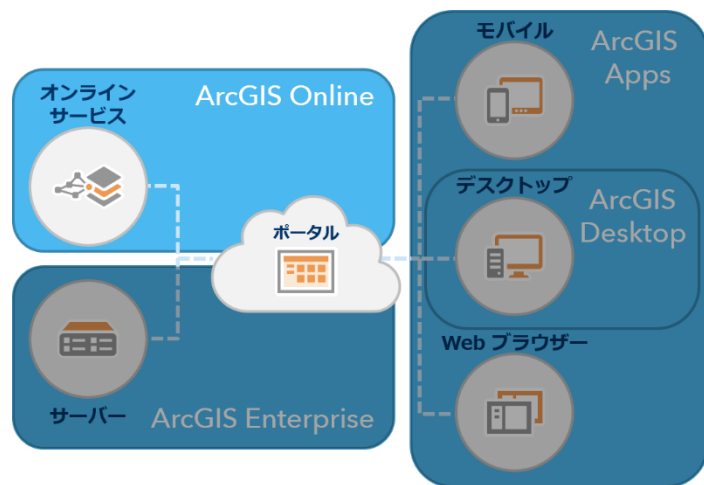 オンライン
サービス
ArcGIS Online
ポータル
サーバー
ArcGIS Enterprise
モバイル
ArcGIS
Apps
デスクトップ
ArcGIS
Desktop
Web ブラウザー